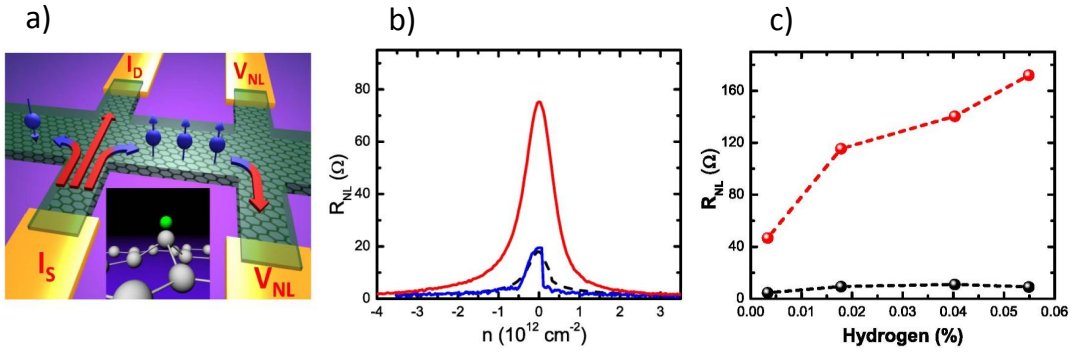 a)
I_D
V_NL
I_S
V_NL
b)
R_NL (Ω)
80
60
40
20
0
-4 -3 -2 -1 0 1 2 3
n (10^12 cm^-2)
c)
R_NL (Ω)
160
120
80
40
0
0.00 0.01 0.02 0.03 0.04 0.05 0.06
Hydrogen (%)